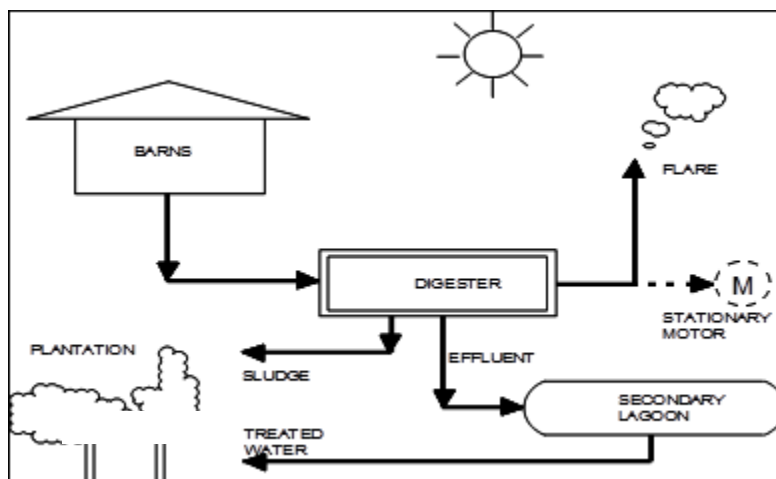 BARNS
FLARE
DIGESTER
M
STATIONARY
MOTOR
PLANTATION
SLUDGE
EFFLUENT
SECONDARY
LAGOON
TREATED
WATER